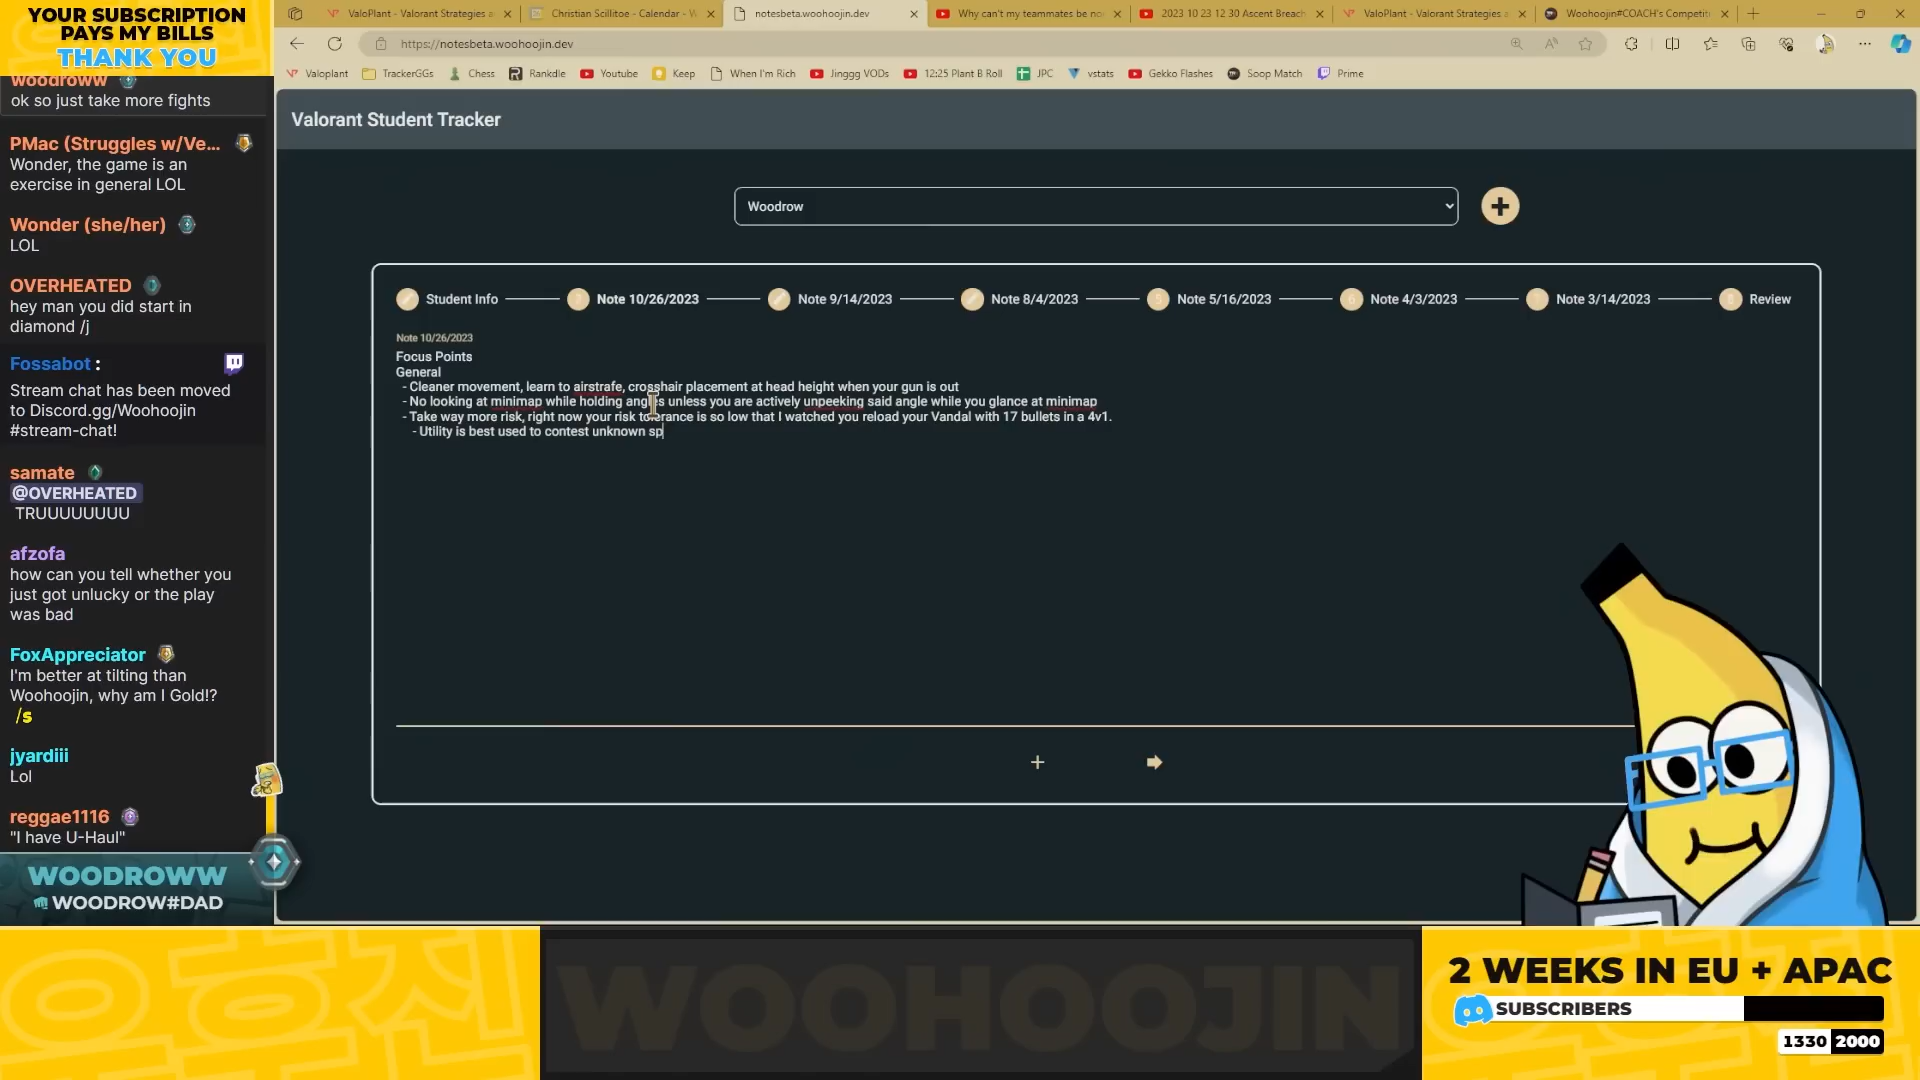 YOUR SUBSCRIPTION
PAYS MY BILLS
THANK YOU
woodroww
ok so just take more fights
PMac (Struggles w/Ve...
Wonder, the game is an
exercise in general LOL
Wonder (she/her)
LOL
OVERHEATED
hey man you did start in
diamond /j
Fossabot :
Stream chat has been moved
to Discord.gg/Woohoojin
#stream-chat!
samate
@OVERHEATED
TRUUUUUUUU
afzofa
how can you tell whether you
just got unlucky or the play
was bad
FoxAppreciator
I'm better at tilting than
Woohoojin, why am I Gold!?
/s
jyardiii
Lol
reggae1116
"I have U-Haul"
WOODROWW
WOODROW#DAD
ValoPlant - Valorant Strategies a
Christian Scillitoe - Calendar - W
notesbeta.woohoojin.dev
Why can't my teammates be no
2023 10 23 12 30 Ascent Breach
ValoPlant - Valorant Strategies a
Woohoojin#COACH's Competiti
https://notesbeta.woohoojin.dev
Valoplant
TrackerGGs
Chess
Rankdle
Youtube
Keep
When I'm Rich
Jinggg VODs
12:25 Plant B Roll
JPC
vstats
Gekko Flashes
Soop Match
Prime
Valorant Student Tracker
Woodrow
Student Info
Note 10/26/2023
Note 9/14/2023
Note 8/4/2023
5 Note 5/16/2023
6 Note 4/3/2023
Note 3/14/2023
Review
Note 10/26/2023
Focus Points
General
- Cleaner movement, learn to airstrafe, crosshair placement at head height when your gun is out
- No looking at minimap while holding angles unless you are actively unpeeking said angle while you glance at minimap
- Take way more risk, right now your risk tolerance is so low that I watched you reload your Vandal with 17 bullets in a 4v1.
- Utility is best used to contest unknown sp
WOOHOOJIN
우후진
2 WEEKS IN EU + APAC
SUBSCRIBERS
1330 2000